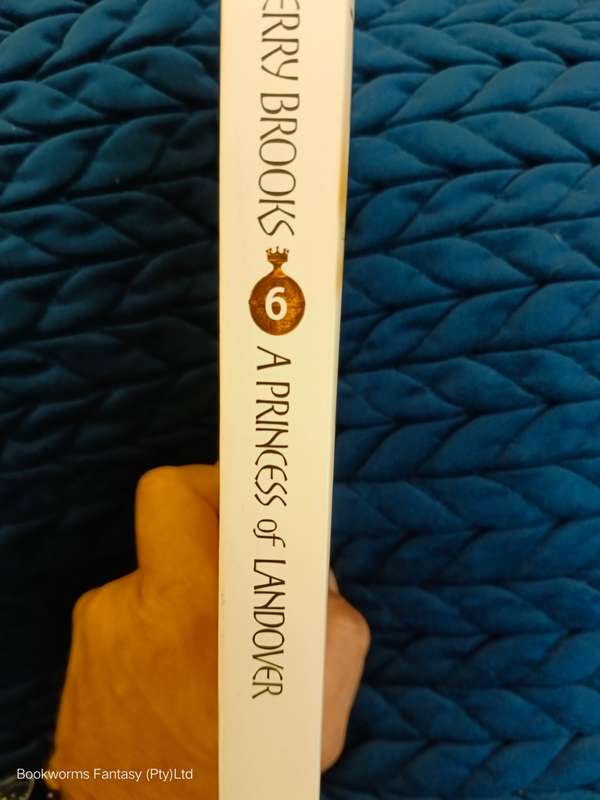 ERRY BROOKS
6
A PRINCESS of LANDOVER
Bookworms Fantasy (Pty)Ltd